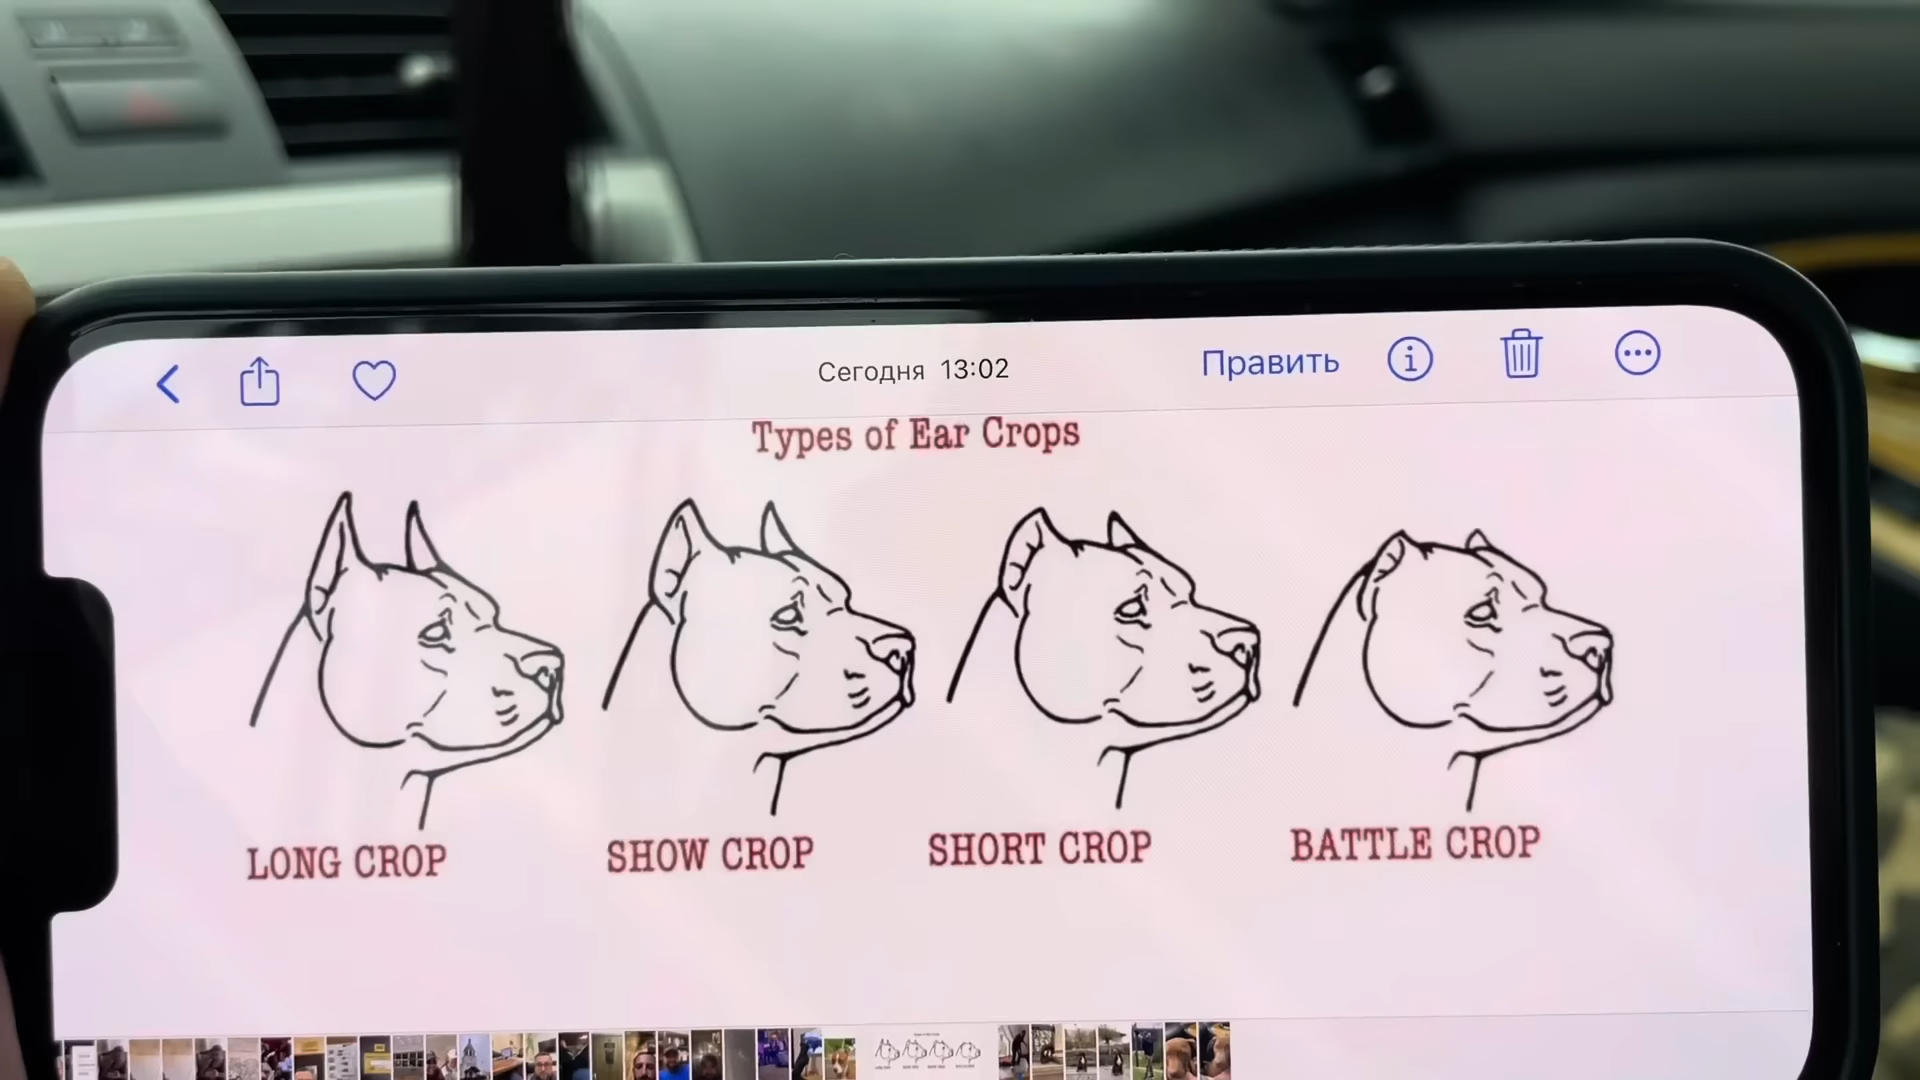 Сегодня 13:02
Править
Types of Ear Crops
LONG CROP
SHOW CROP
SHORT CROP
BATTLE CROP